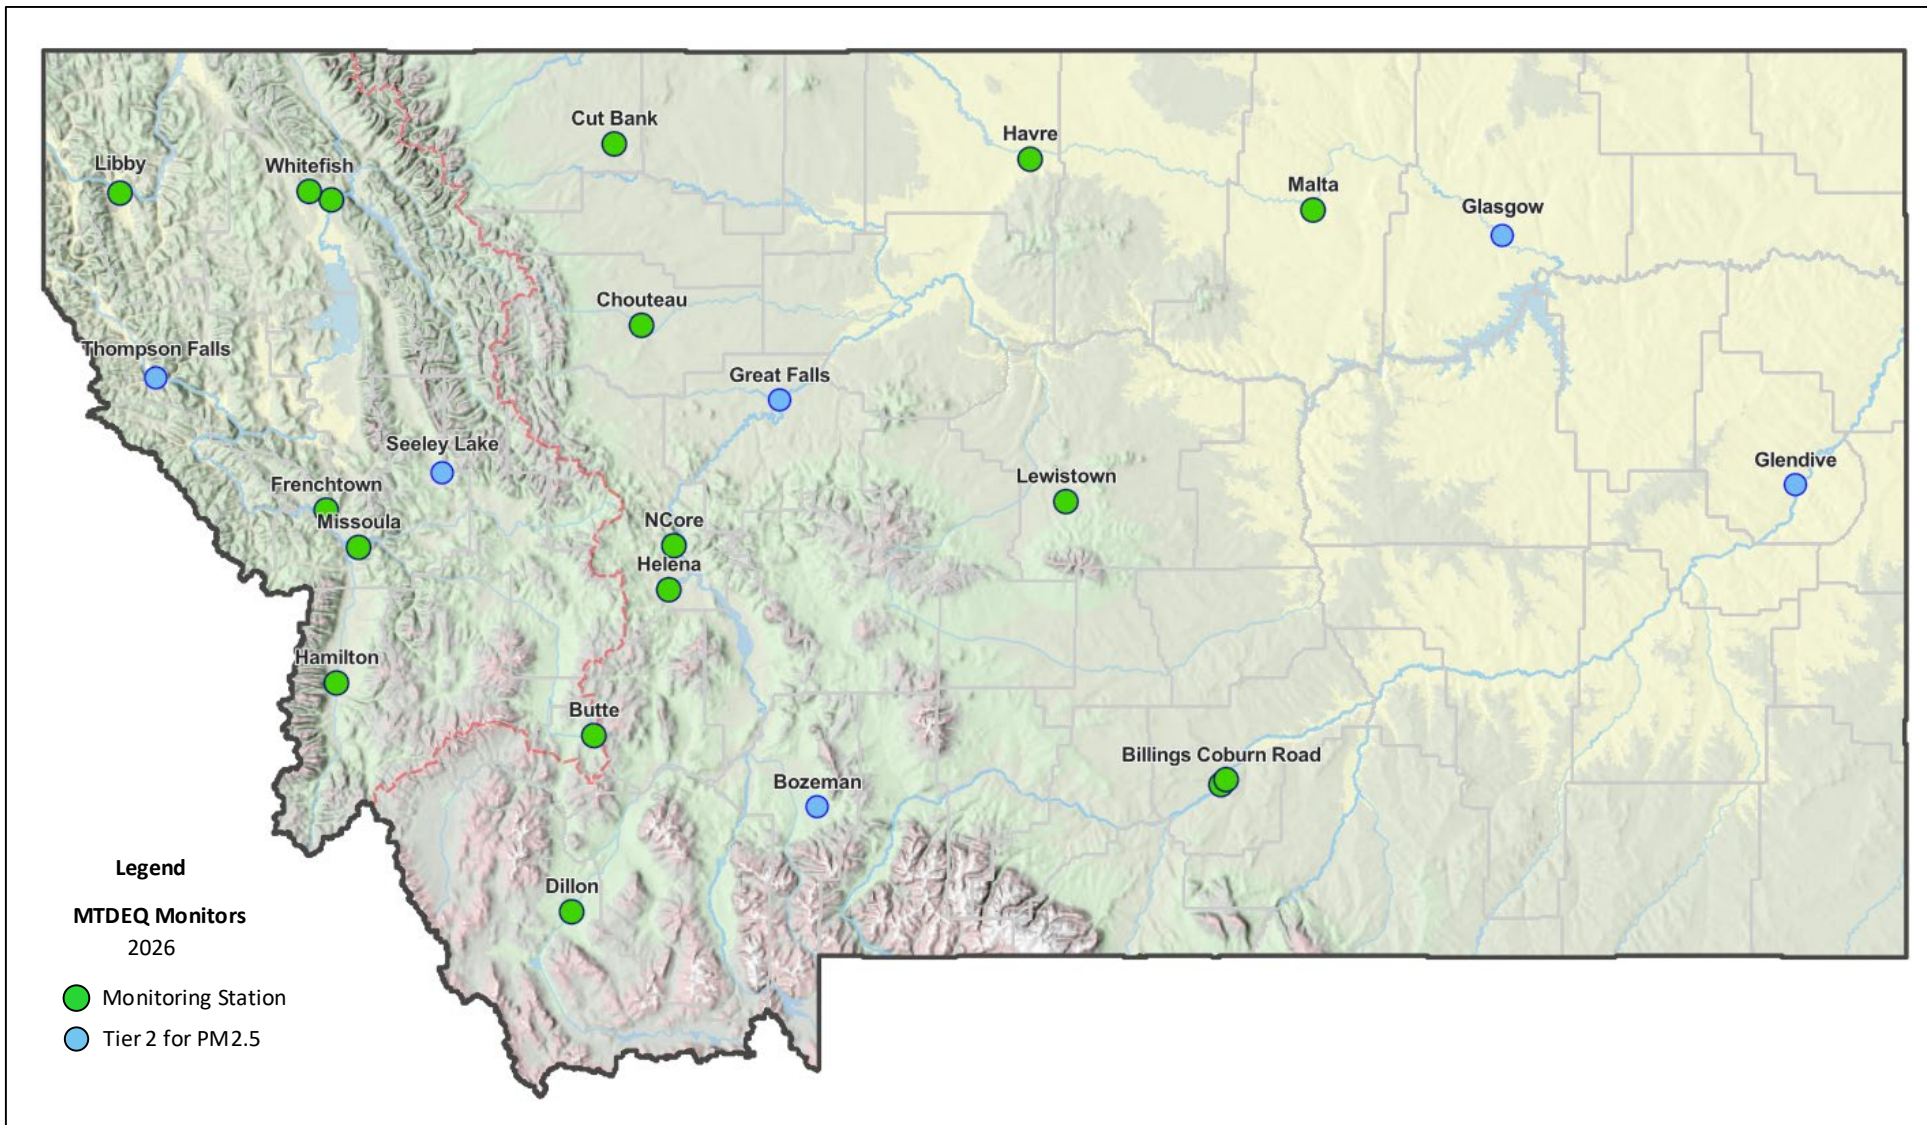 Cut Bank
Havre
Libby
Whitefish
Malta
Glasgow
Chouteau
Thompson Falls
Great Falls
Seeley Lake
Glendive
Lewistown
Frenchtown
Missoula
NCore
Helena
Hamilton
Butte
Billings Coburn Road
Bozeman
Dillon
Legend
MTDEQ Monitors
2026
Monitoring Station
Tier 2 for PM2.5